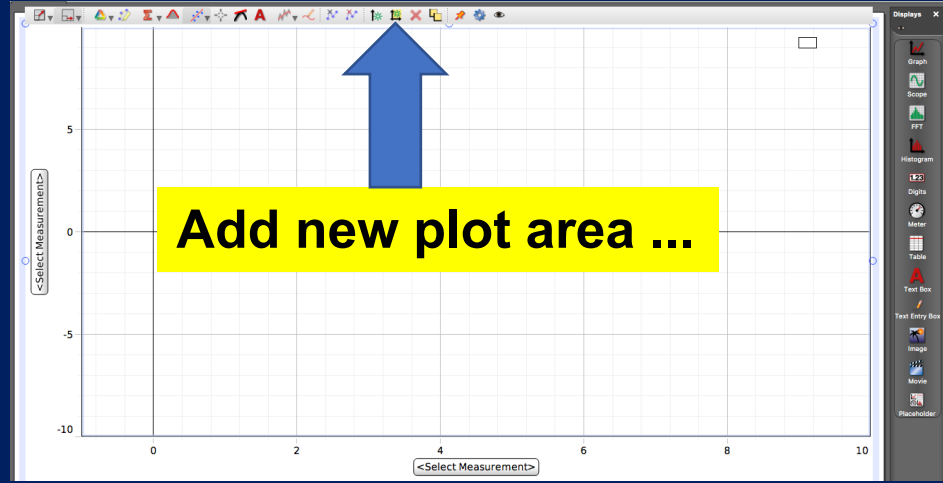 Displays
Graph
Scope
FFT
Histogram
1.23
Digits
Meter
Table
A
Text Box
Text Entry Box
Image
Movie
Placeholder
A
5
0
-5
-10
<Select Measurement>
Add new plot area ...
0 2 4 6 8 10
<Select Measurement>